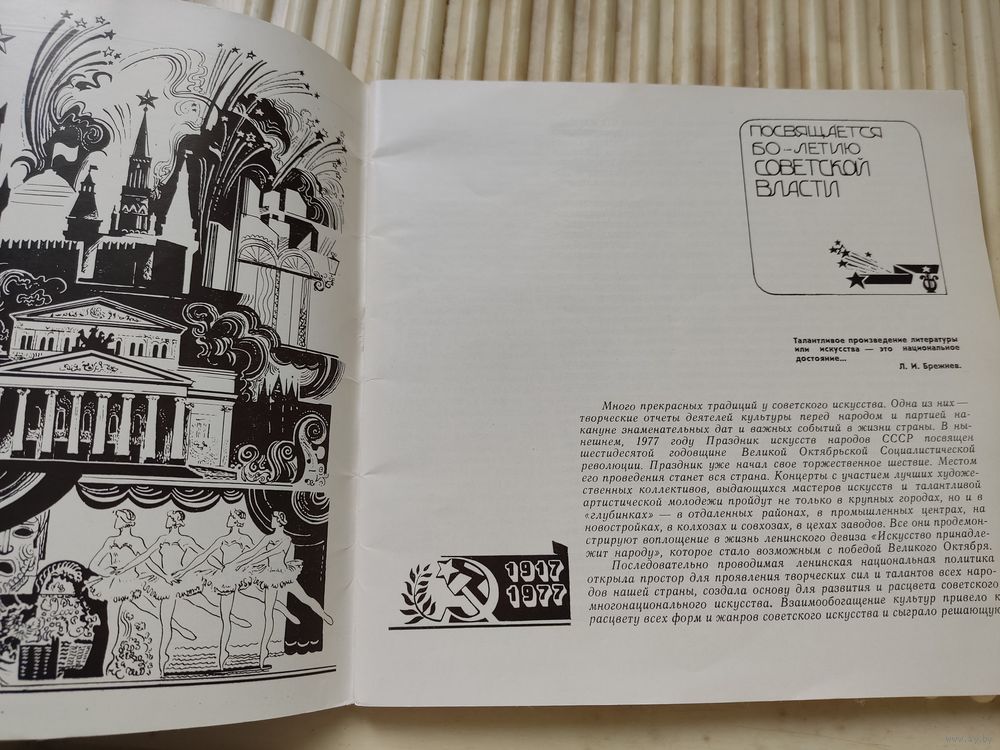 ПОСВЯЩАЕТСЯ
60-ЛЕТИЮ
СОВЕТСКОЙ
ВЛАСТИ
Талантливое произведение литературы
или искусства — это национальное
достояние...
Л. И. Брежнев.
Много прекрасных традиций у советского искусства. Одна из них —
творческие отчеты деятелей культуры перед народом и партией на-
кануне знаменательных дат и важных событий в жизни страны. В ны-
нешнем, 1977 году Праздник искусств народов СССР посвящен
шестидесятой годовщине Великой Октябрьской Социалистической
революции. Праздник уже начал свое торжественное шествие. Местом
его проведения станет вся страна. Концерты с участием лучших художе-
ственных коллективов, выдающихся мастеров искусств и талантливой
артистической молодежи пройдут не только в крупных городах, но и в
«глубинках» — в отдаленных районах, в промышленных центрах, на
новостройках, в колхозах и совхозах, в цехах заводов. Все они продемон-
стрируют воплощение в жизнь ленинского девиза «Искусство принадле-
жит народу», которое стало возможным с победой Великого Октября.
Последовательно проводимая ленинская национальная политика
открыла простор для проявления творческих сил и талантов всех наро-
дов нашей страны, создала основу для развития и расцвета советского
многонационального искусства. Взаимообогащение культур привело к
расцвету всех форм и жанров советского искусства и сыграло решающую
1917
1977